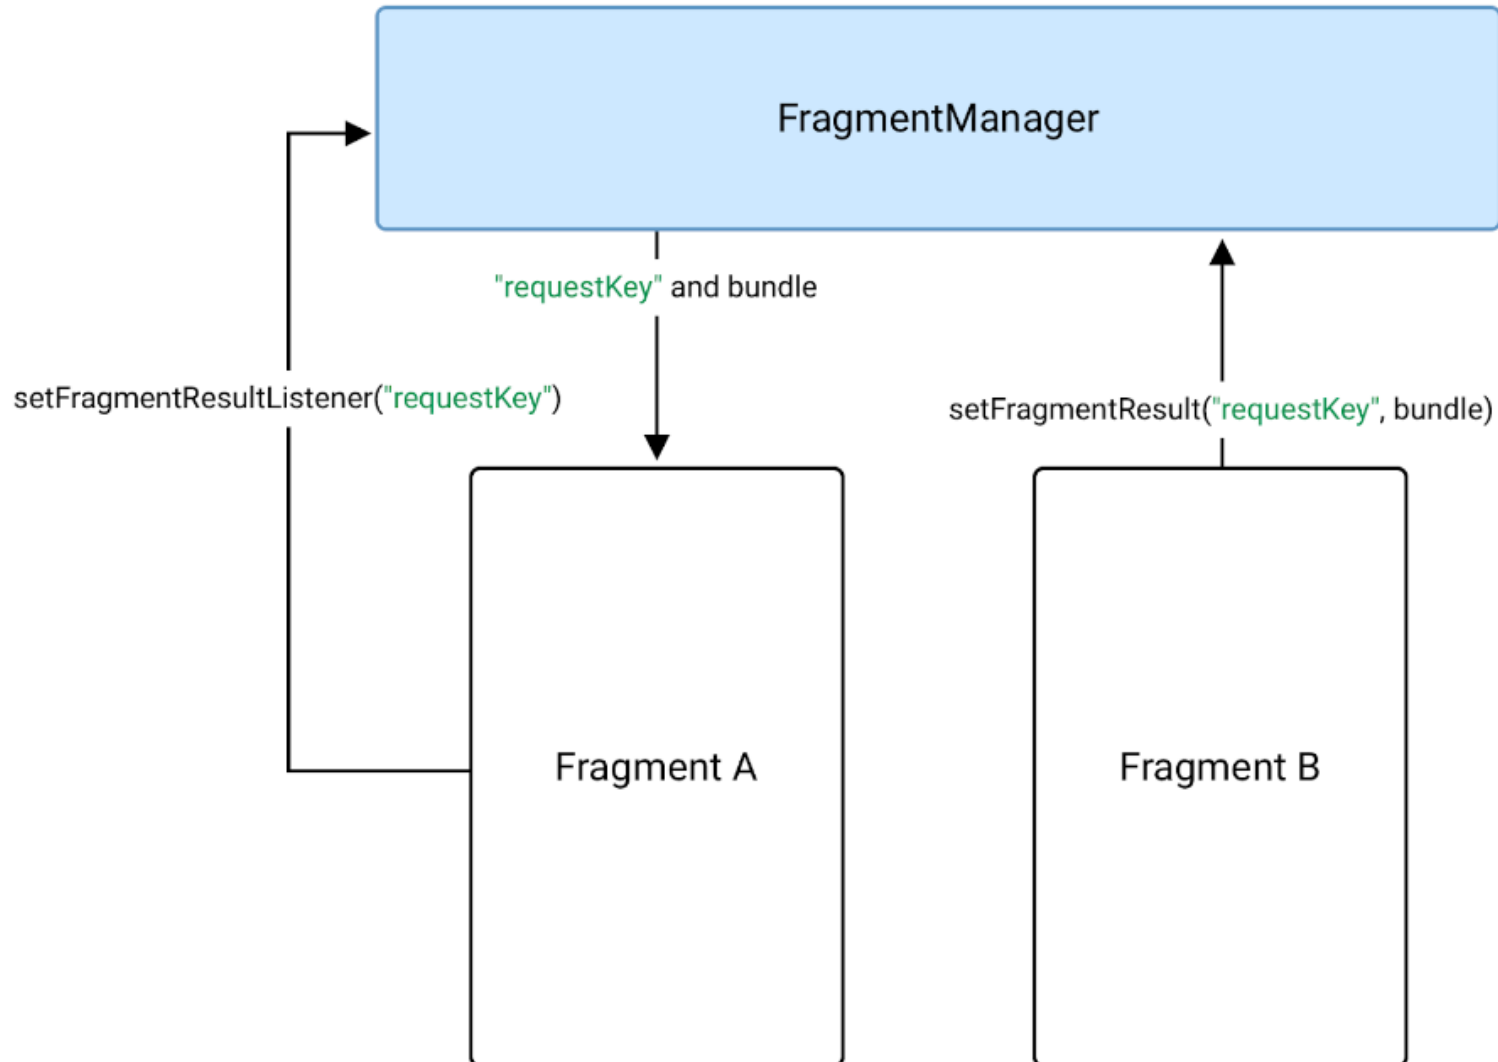 FragmentManager
"requestKey" and bundle
setFragmentResultListener("requestKey")
setFragmentResult("requestKey", bundle)
Fragment A
Fragment B